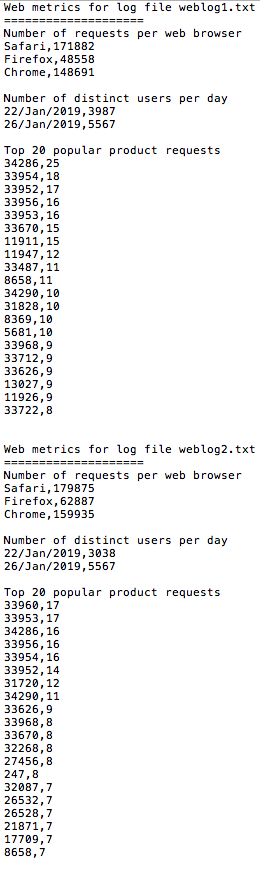 Web metrics for log file weblog1.txt
====================
Number of requests per web browser
Safari,171882
Firefox,48558
Chrome,148691
Number of distinct users per day
22/Jan/2019,3987
26/Jan/2019,5567
Top 20 popular product requests
34286,25
33954,18
33952,17
33956,16
33953,16
33670,15
11911,15
11947,12
33487,11
8658,11
34290,10
31828,10
8369,10
5681,10
33968,9
33712,9
33626,9
13027,9
11926,9
33722,8
Web metrics for log file weblog2.txt
====================
Number of requests per web browser
Safari,179875
Firefox,62887
Chrome,159935
Number of distinct users per day
22/Jan/2019,3038
26/Jan/2019,5567
Top 20 popular product requests
33960,17
33953,17
34286,16
33956,16
33954,16
33952,14
31720,12
34290,11
33626,9
33968,8
33670,8
32268,8
27456,8
247,8
32087,7
26532,7
26528,7
21871,7
17709,7
8658,7